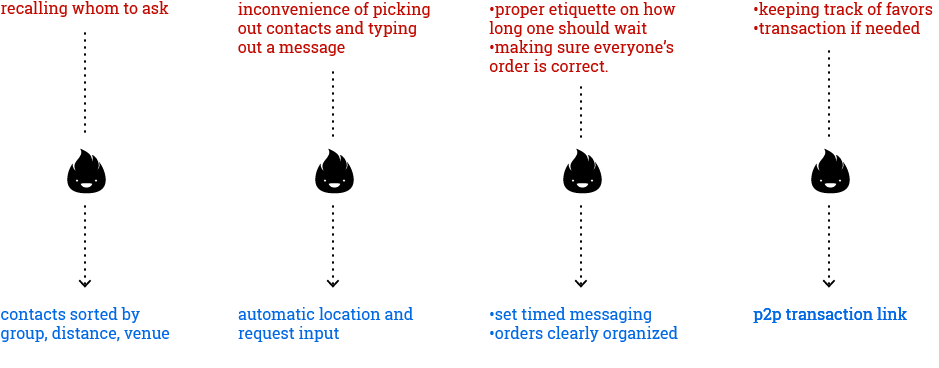 recalling whom to ask
inconvenience of picking
out contacts and typing
out a message
•proper etiquette on how
long one should wait
•making sure everyone’s
order is correct.
•keeping track of favors
•transaction if needed
contacts sorted by
group, distance, venue
automatic location and
request input
•set timed messaging
•orders clearly organized
p2p transaction link